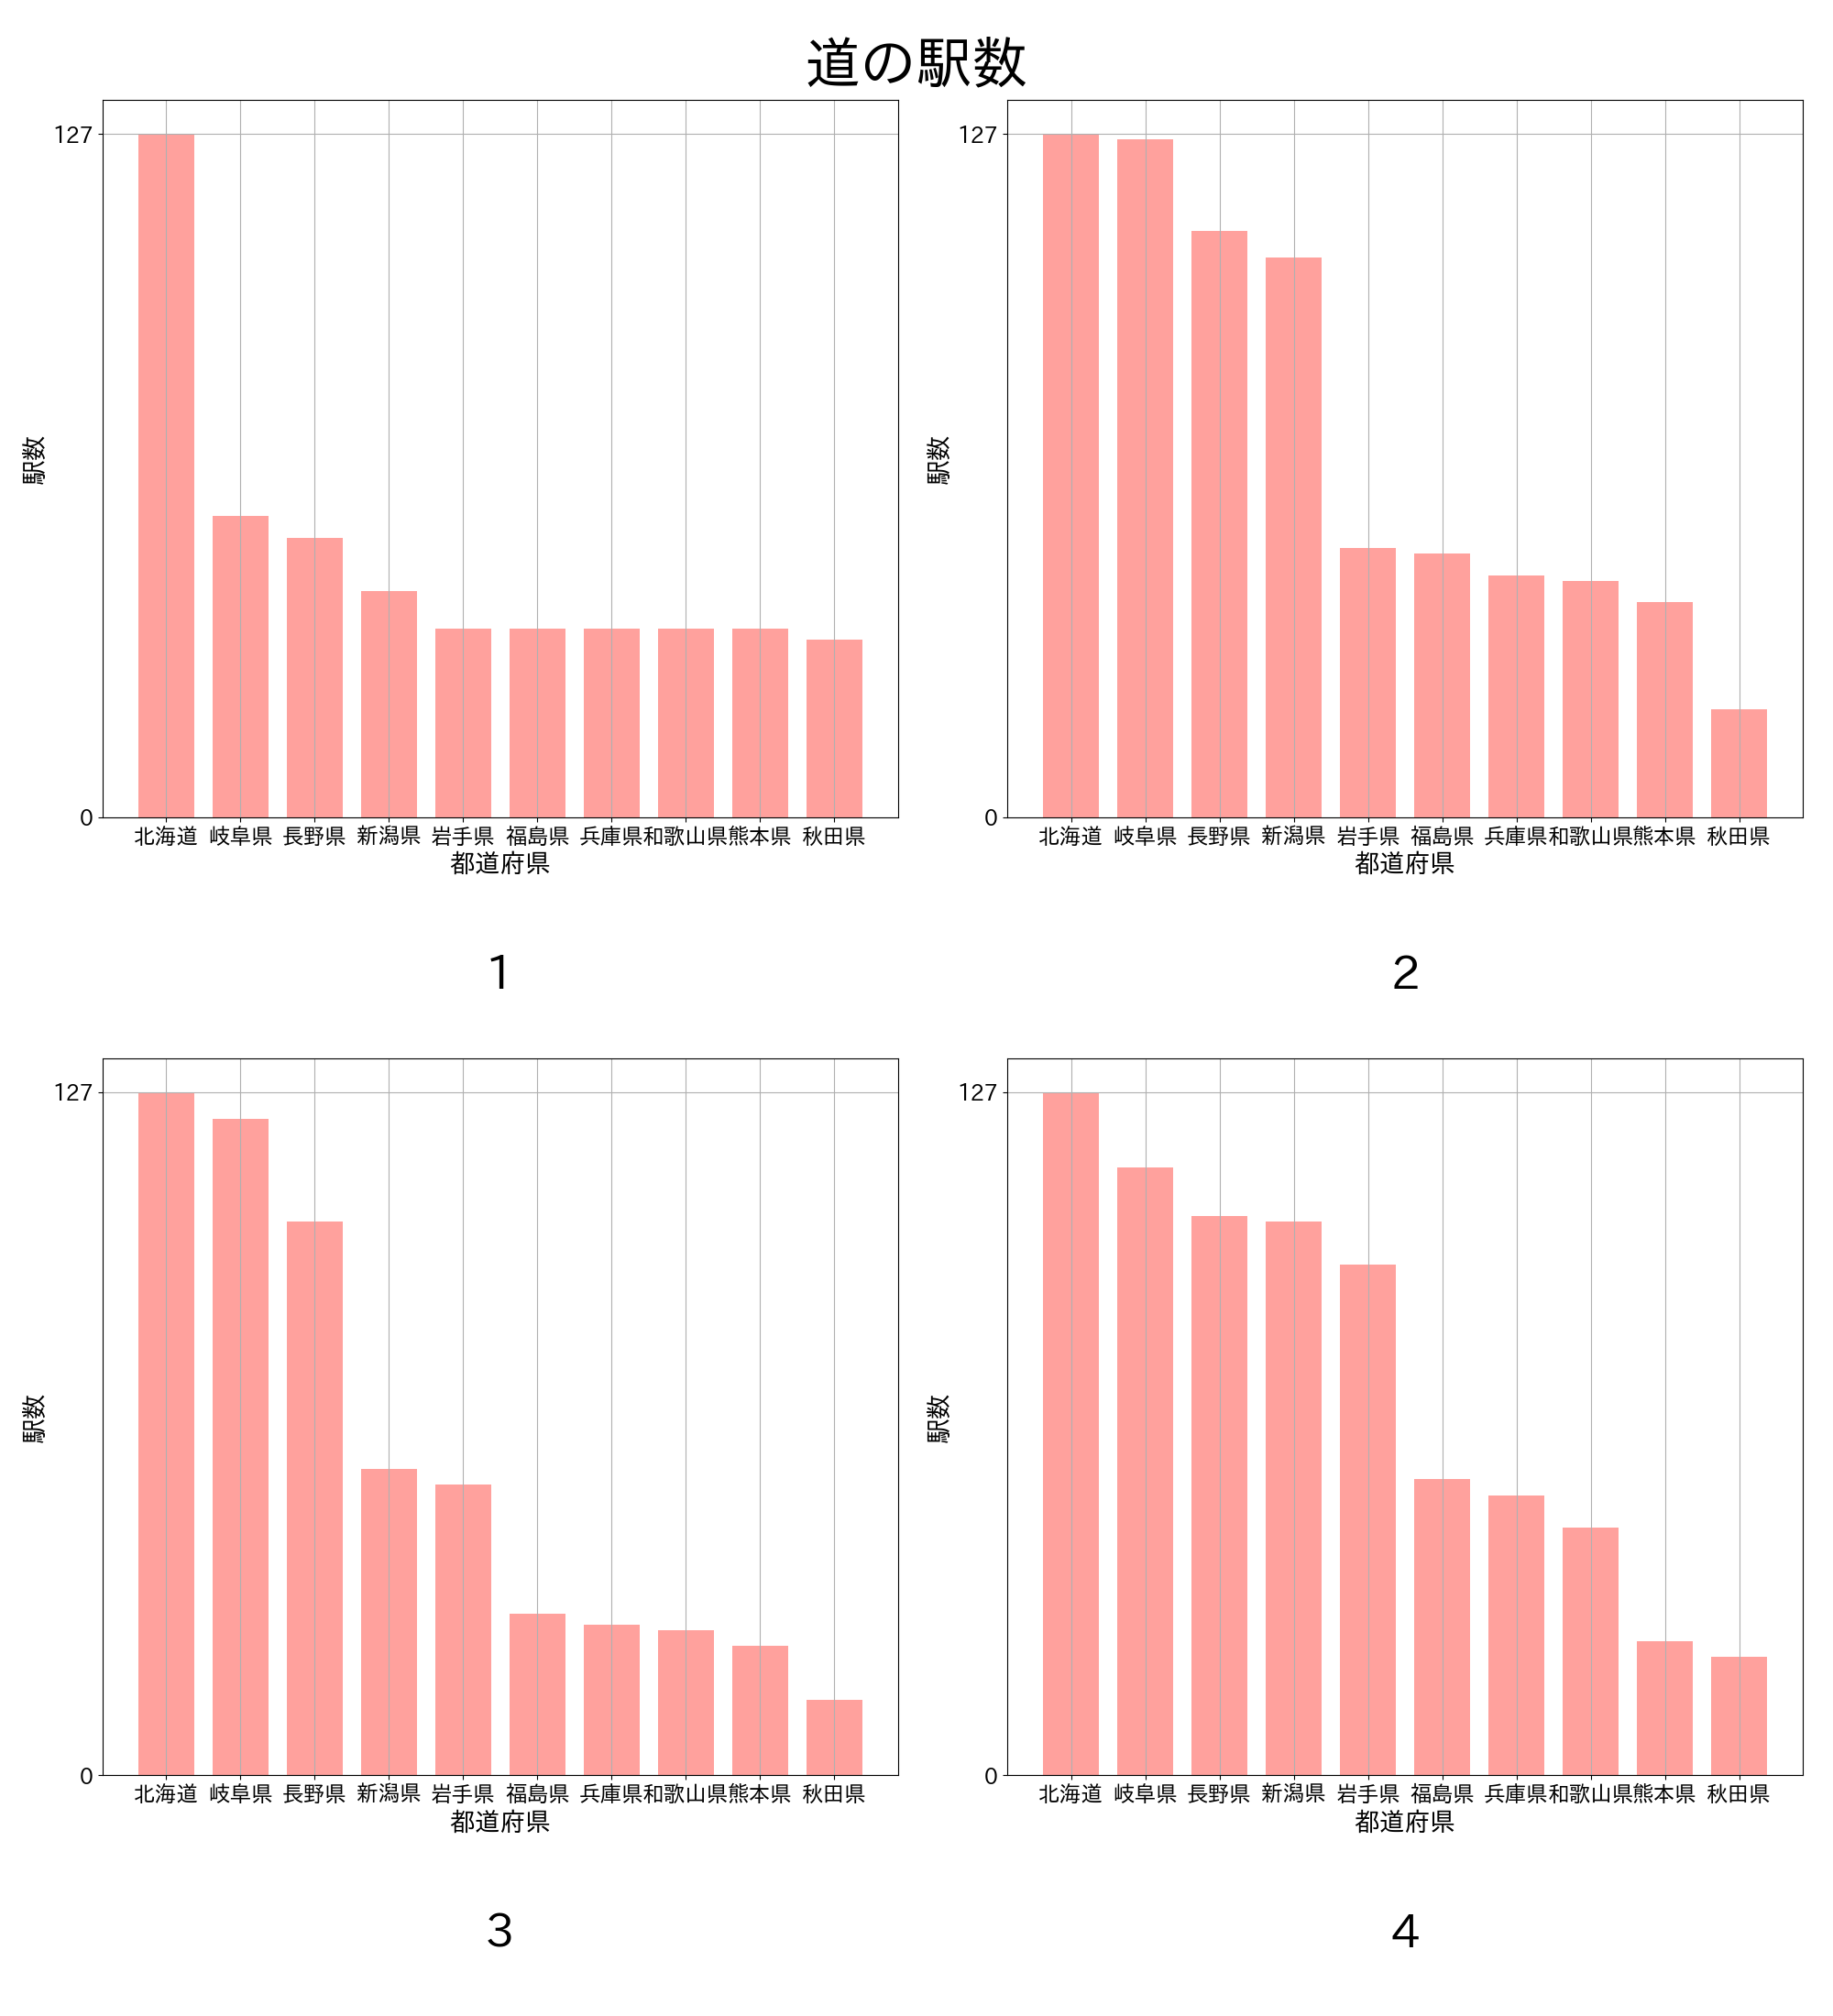 道の駅数
127
0
駅数
北海道 岐阜県 長野県 新潟県 岩手県 福島県 兵庫県 和歌山県 熊本県 秋田県
都道府県
1
127
0
駅数
北海道 岐阜県 長野県 新潟県 岩手県 福島県 兵庫県 和歌山県 熊本県 秋田県
都道府県
2
127
0
駅数
北海道 岐阜県 長野県 新潟県 岩手県 福島県 兵庫県 和歌山県 熊本県 秋田県
都道府県
3
127
0
駅数
北海道 岐阜県 長野県 新潟県 岩手県 福島県 兵庫県 和歌山県 熊本県 秋田県
都道府県
4